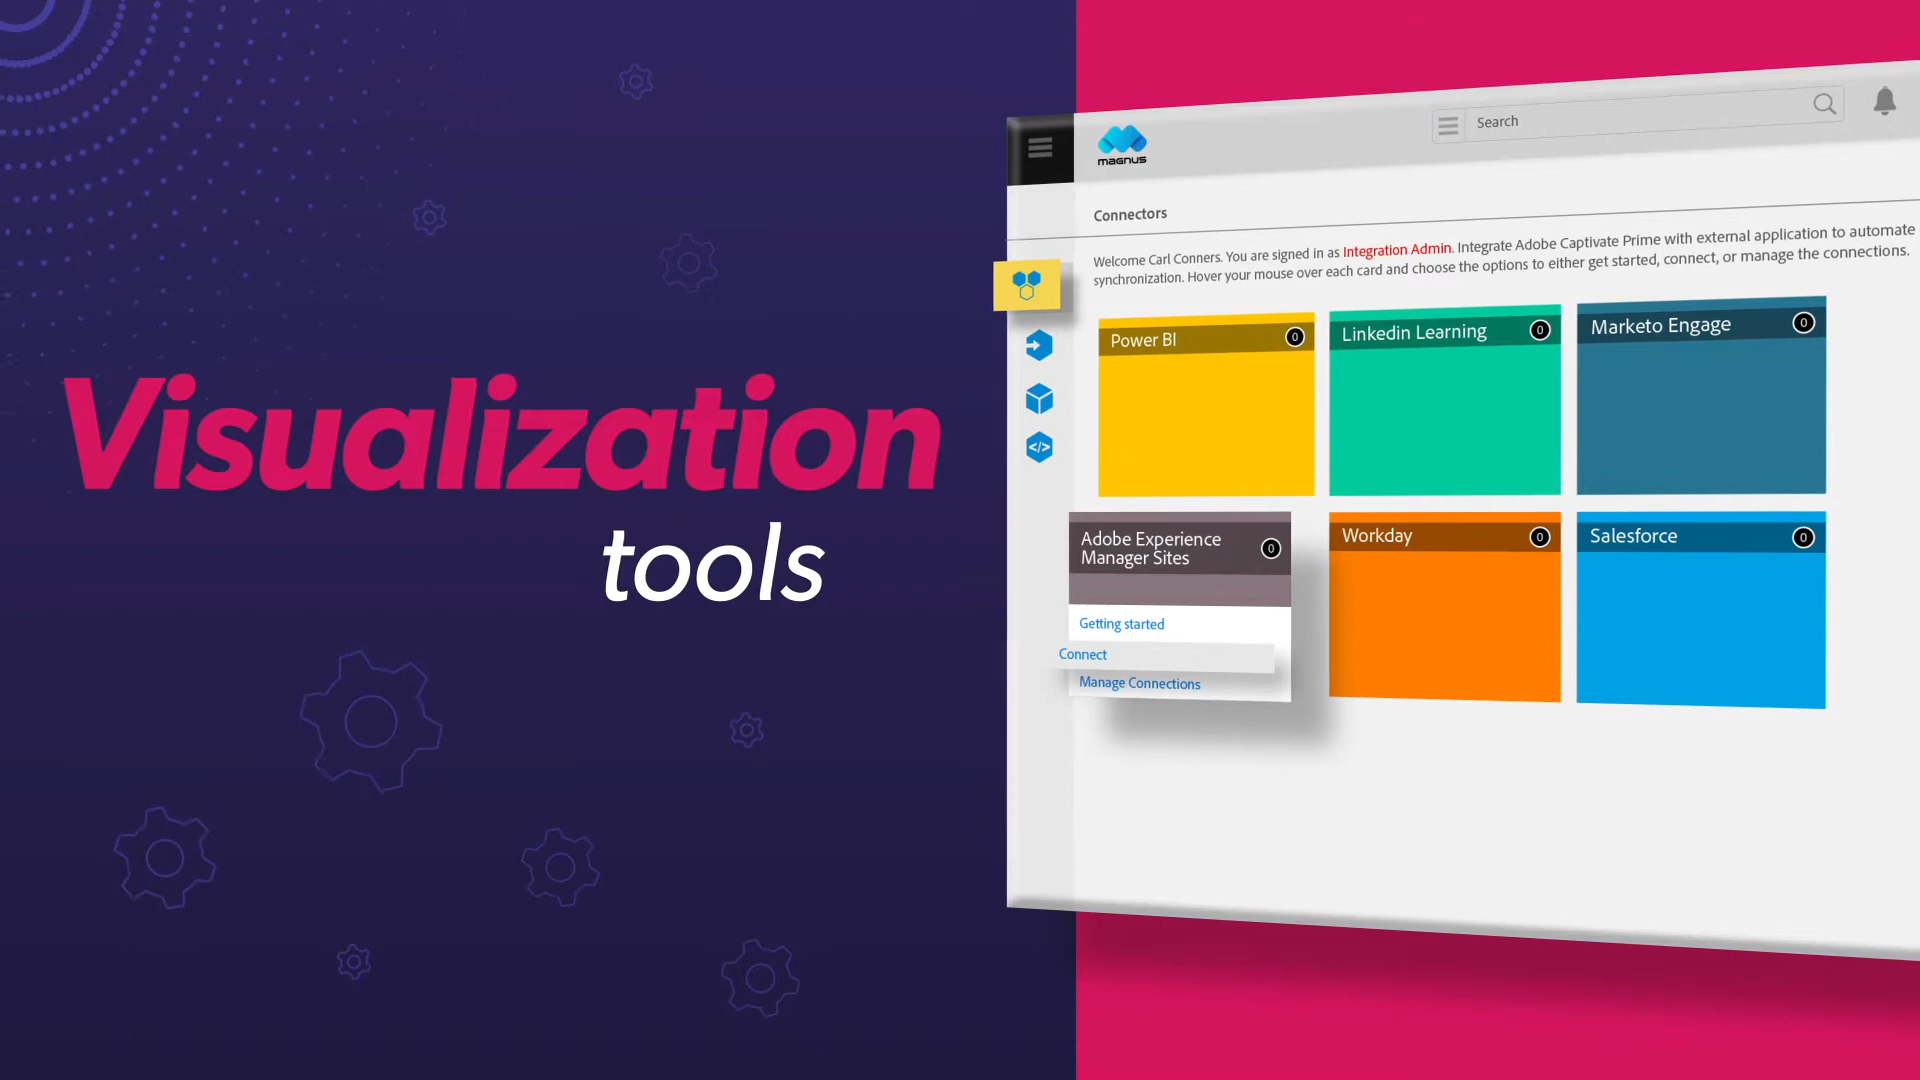 Visualization
tools
magnus
Search
Connectors
Welcome Carl Conners. You are signed in as Integration Admin. Integrate Adobe Captivate Prime with external application to automate
synchronization. Hover your mouse over each card and choose the options to either get started, connect, or manage the connections.
Power BI 0
Linkedin Learning 0
Marketo Engage 0
Adobe Experience
Manager Sites 0
Getting started
Connect
Manage Connections
Workday 0
Salesforce 0